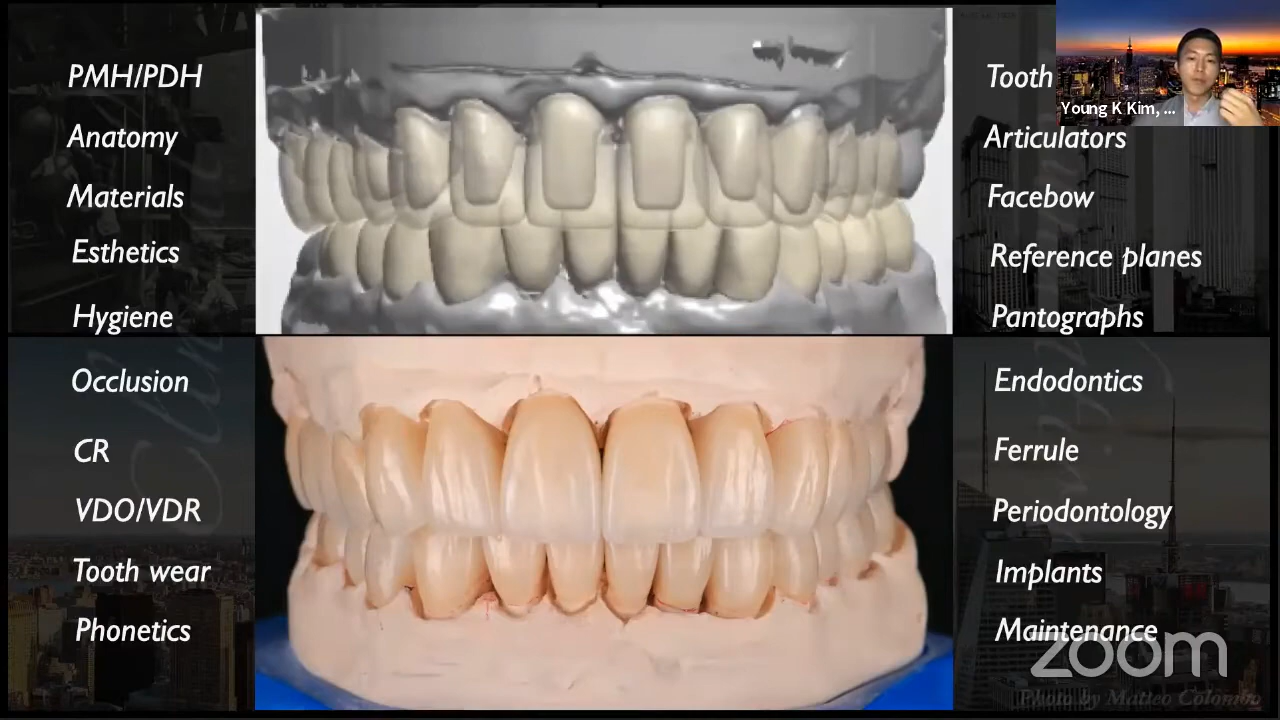 PMH/PDH
Anatomy
Materials
Esthetics
Hygiene
Occlusion
CR
VDO/VDR
Tooth wear
Phonetics
Tooth
Young K Kim, ...
Articulators
Facebow
Reference planes
Pantographs
Endodontics
Ferrule
Periodontology
Implants
Maintenance
zoom
Photo by Matteo Colombo